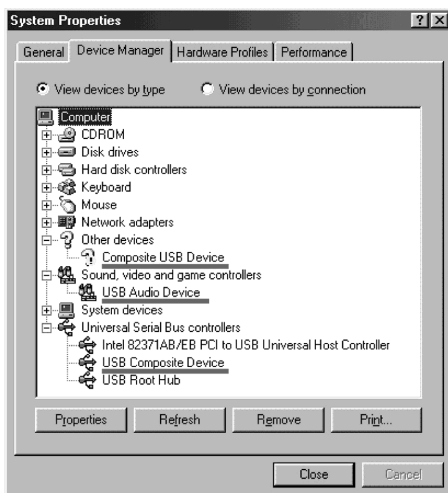 System Properties
General Device Manager Hardware Profiles Performance
View devices by type View devices by connection
Computer
CDROM
Disk drives
Hard disk controllers
Keyboard
Mouse
Network adapters
Other devices
Composite USB Device
Sound, video and game controllers
USB Audio Device
System devices
Universal Serial Bus controllers
Intel 82371AB/EB PCI to USB Universal Host Controller
USB Composite Device
USB Root Hub
Properties Refresh Remove Print...
Close Cancel